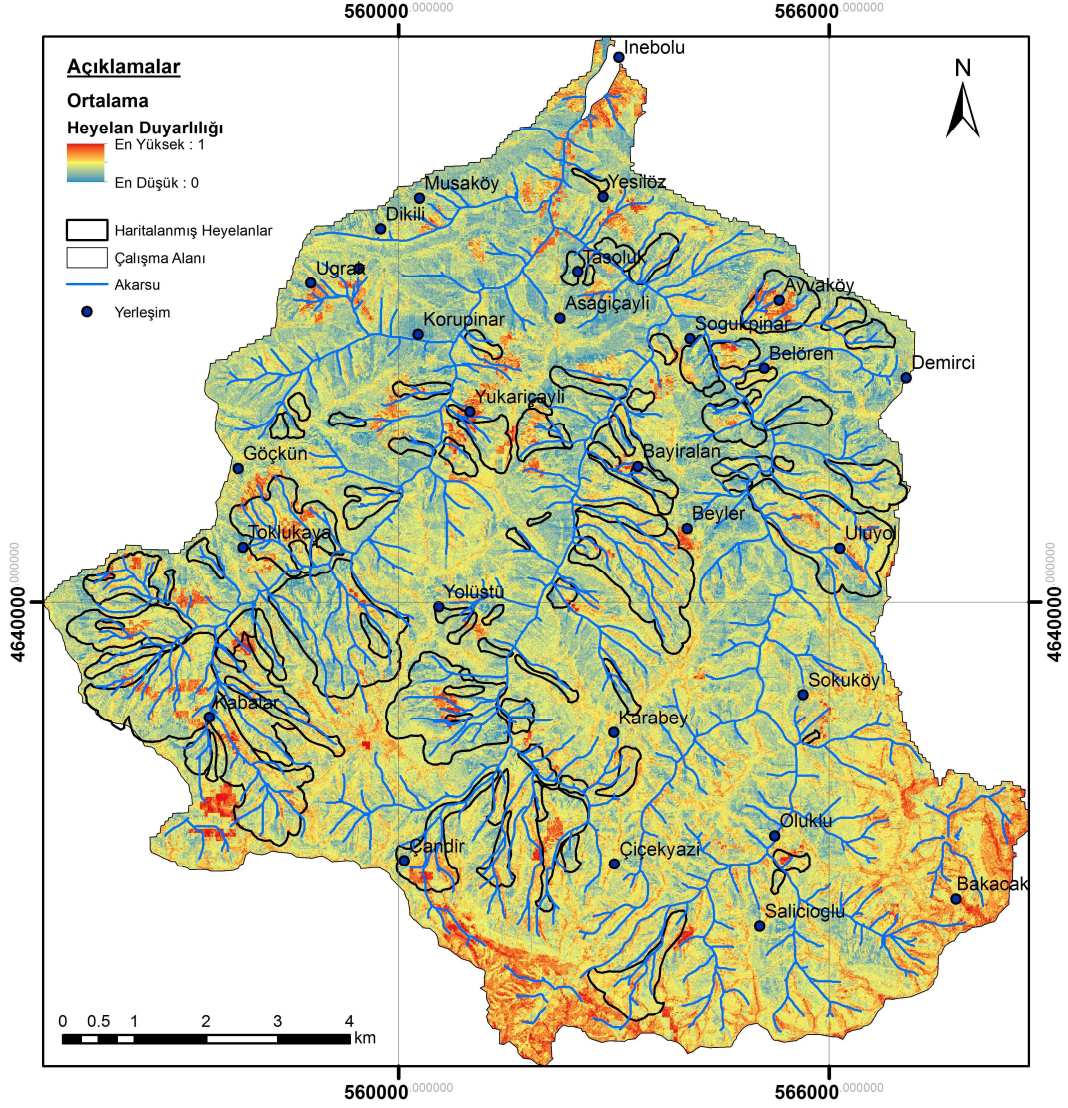 560000.000000
566000.000000
Açıklamalar
Ortalama
Heyelan Duyarlılığı
En Yüksek : 1
En Düşük : 0
Haritalanmış Heyelanlar
Çalışma Alanı
Akarsu
Yerleşim
N
Inebolu
Musaköy
Yesilöz
Dikili
Tasoluk
Ugrak
Ayvaköy
Asagiçayli
Korupinar
Sogukpinar
Belören
Demirci
Yukariçayli
Göçkün
Bayiralan
Beyler
Toklukaya
Uluyol
4640000.000000
4640000.000000
Yolüstü
Sokuköy
Kabalar
Karabey
Oluklu
Çandir
Çiçekyazi
Bakacak
Salicioglu
0 0.5 1 2 3 4
km
560000.000000
566000.000000